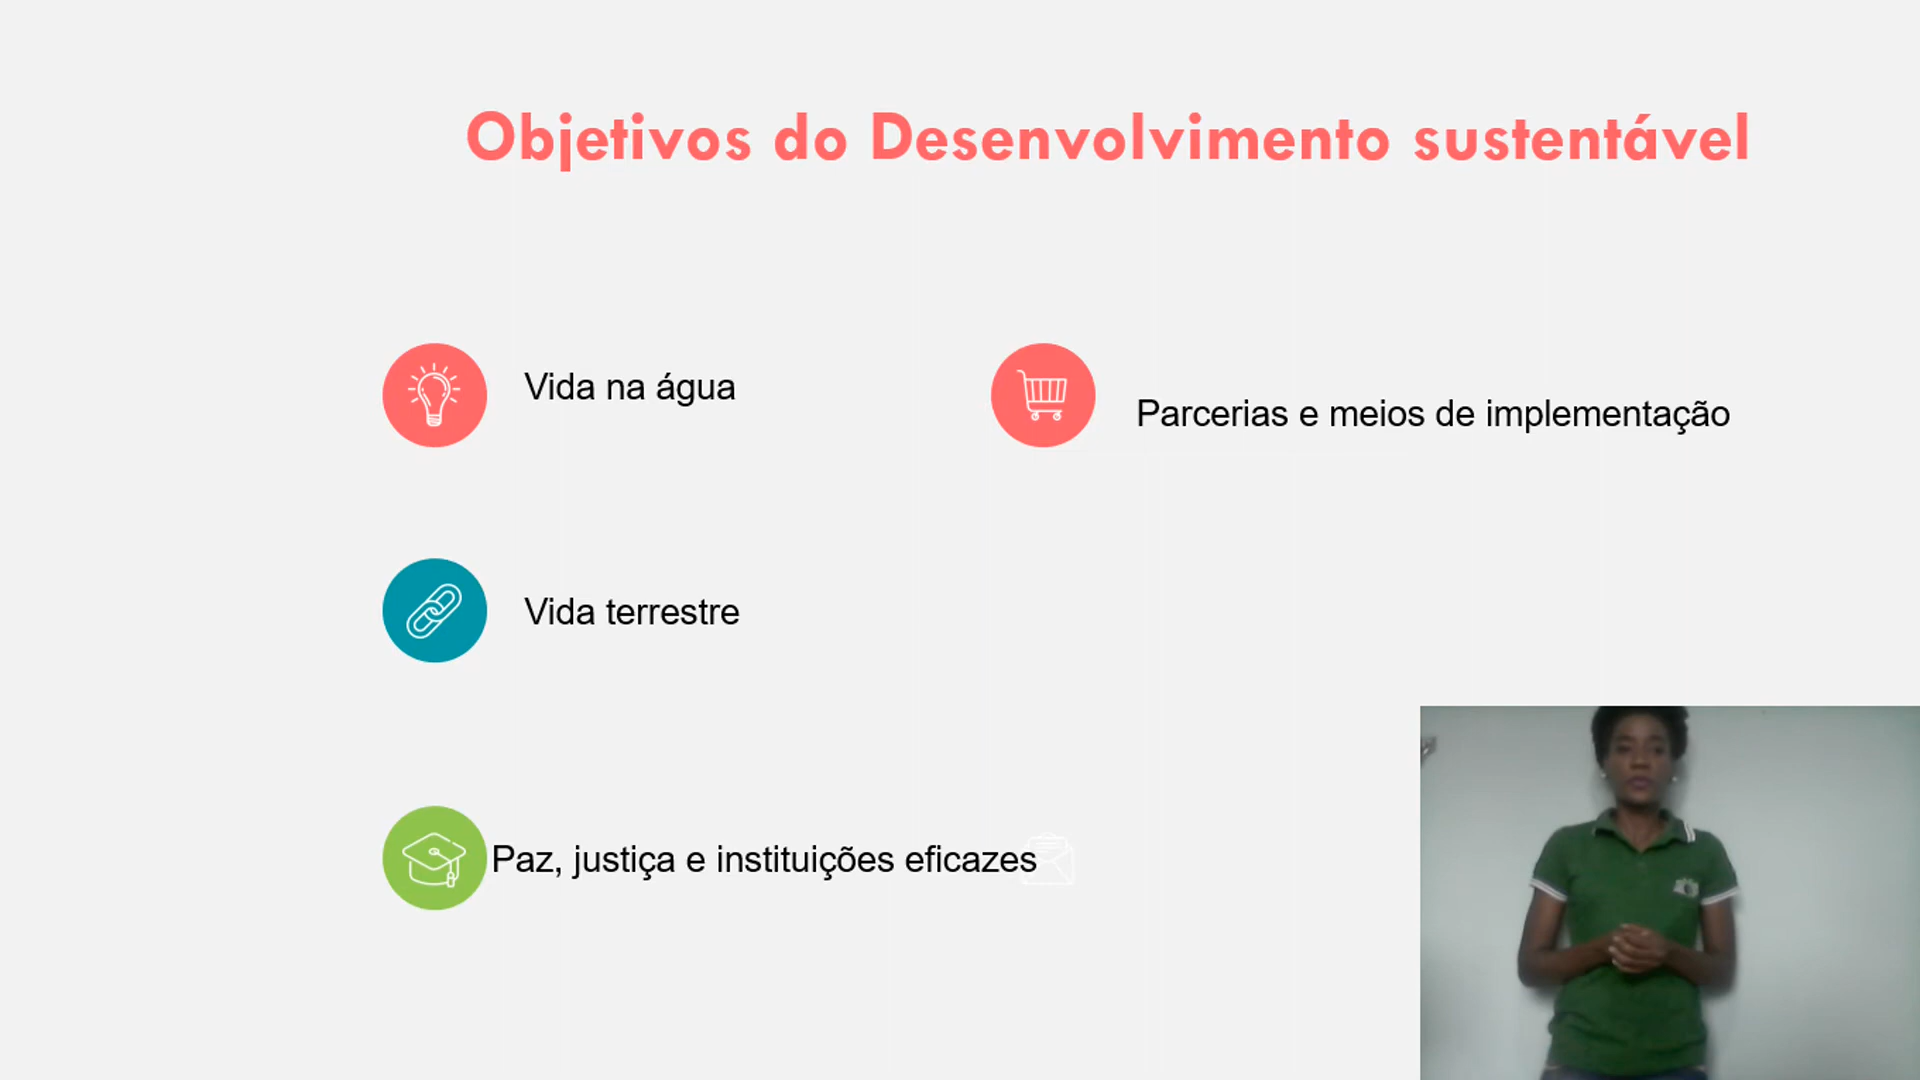 Objetivos do Desenvolvimento sustentável
Vida na água
Parcerias e meios de implementação
Vida terrestre
Paz, justiça e instituições eficazes